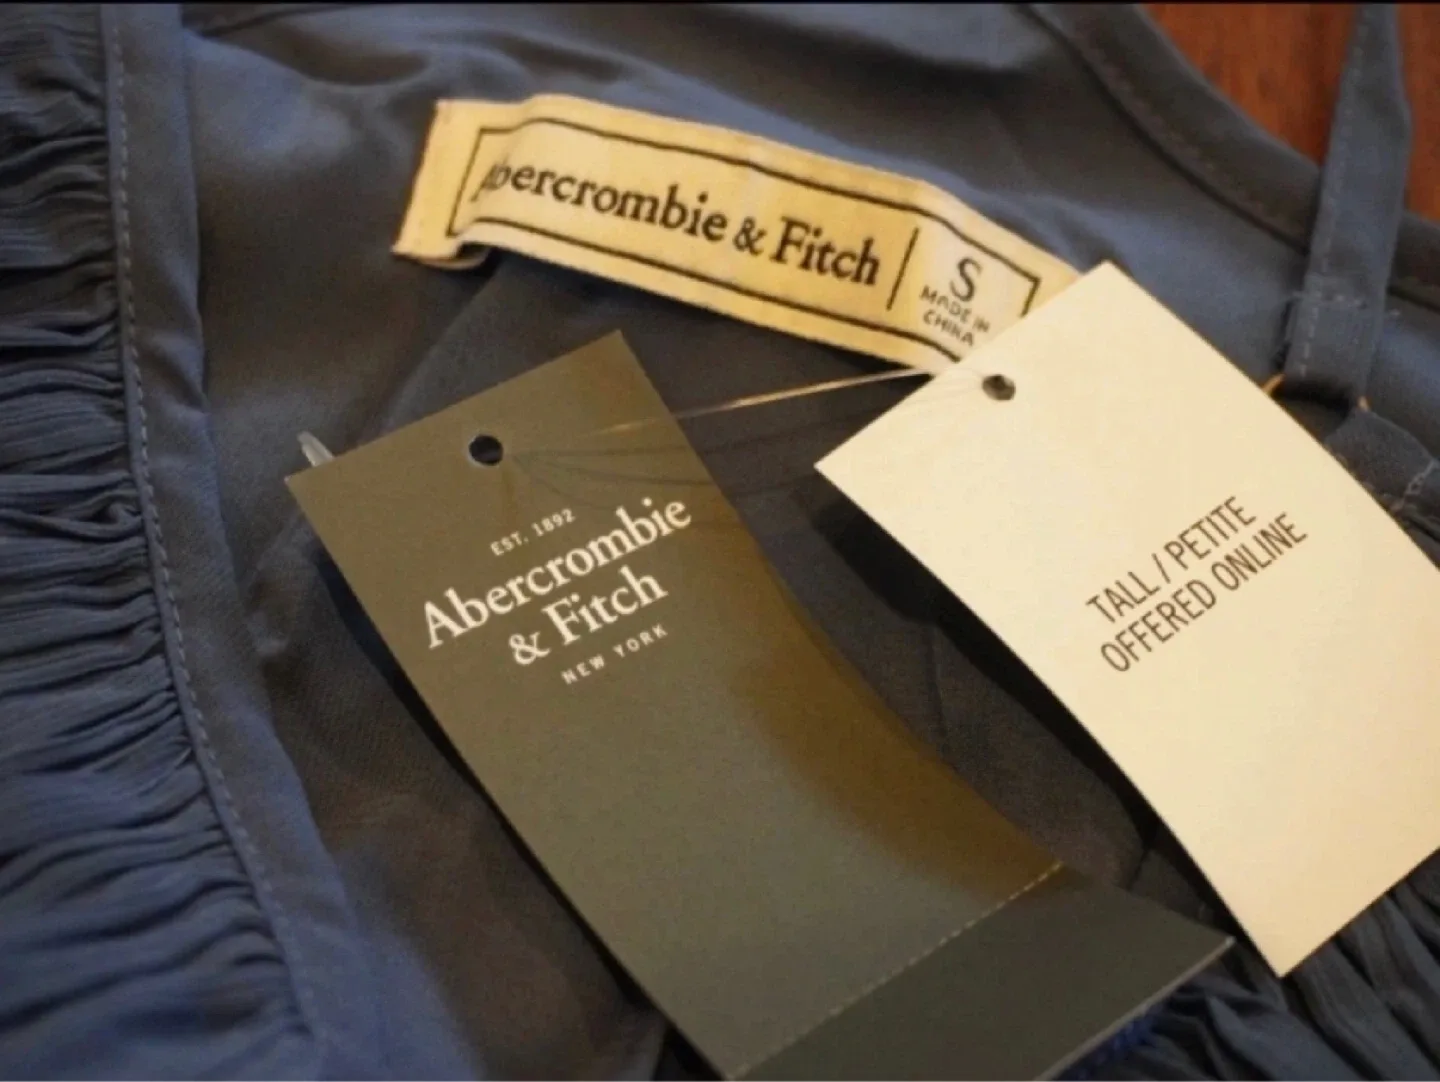 Abercrombie & Fitch
S
MADE IN
CHINA
EST. 1892
Abercrombie
& Fitch
NEW YORK
TALL / PETITE
OFFERED ONLINE